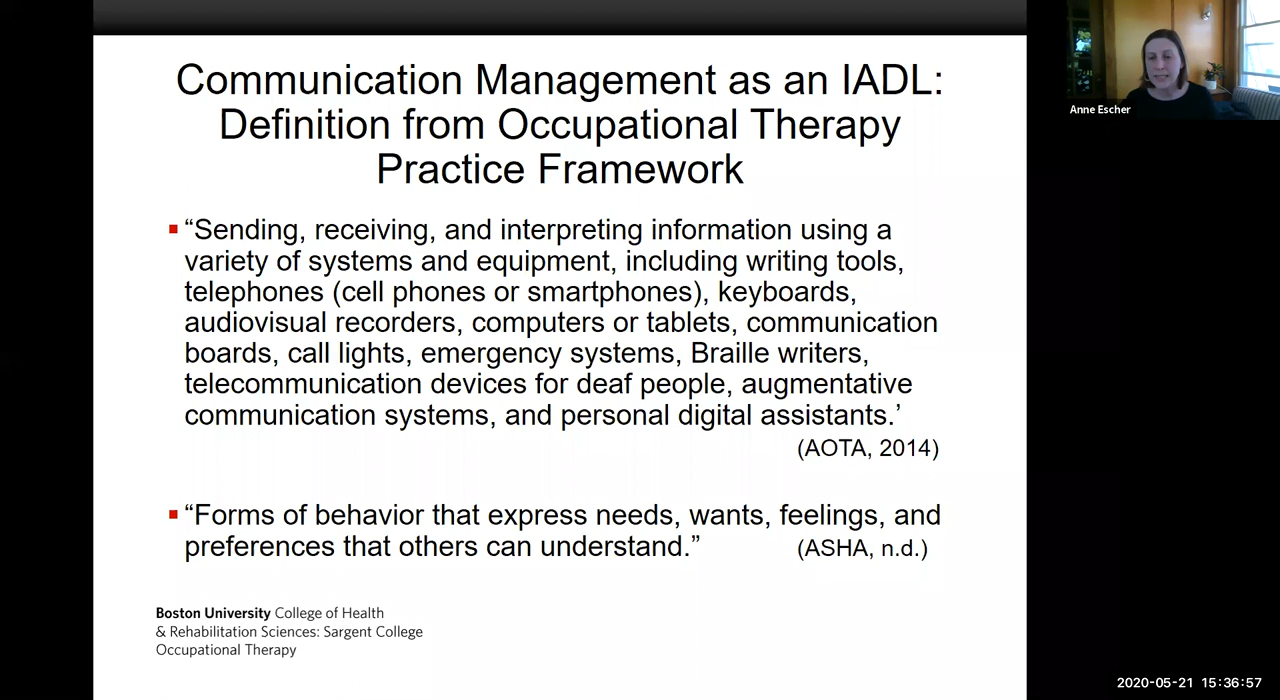 Communication Management as an IADL:
Definition from Occupational Therapy
Practice Framework
“Sending, receiving, and interpreting information using a
variety of systems and equipment, including writing tools,
telephones (cell phones or smartphones), keyboards,
audiovisual recorders, computers or tablets, communication
boards, call lights, emergency systems, Braille writers,
telecommunication devices for deaf people, augmentative
communication systems, and personal digital assistants.’
(AOTA, 2014)
“Forms of behavior that express needs, wants, feelings, and
preferences that others can understand.” (ASHA, n.d.)
Boston University College of Health
& Rehabilitation Sciences: Sargent College
Occupational Therapy
Anne Escher
2020-05-21 15:36:57